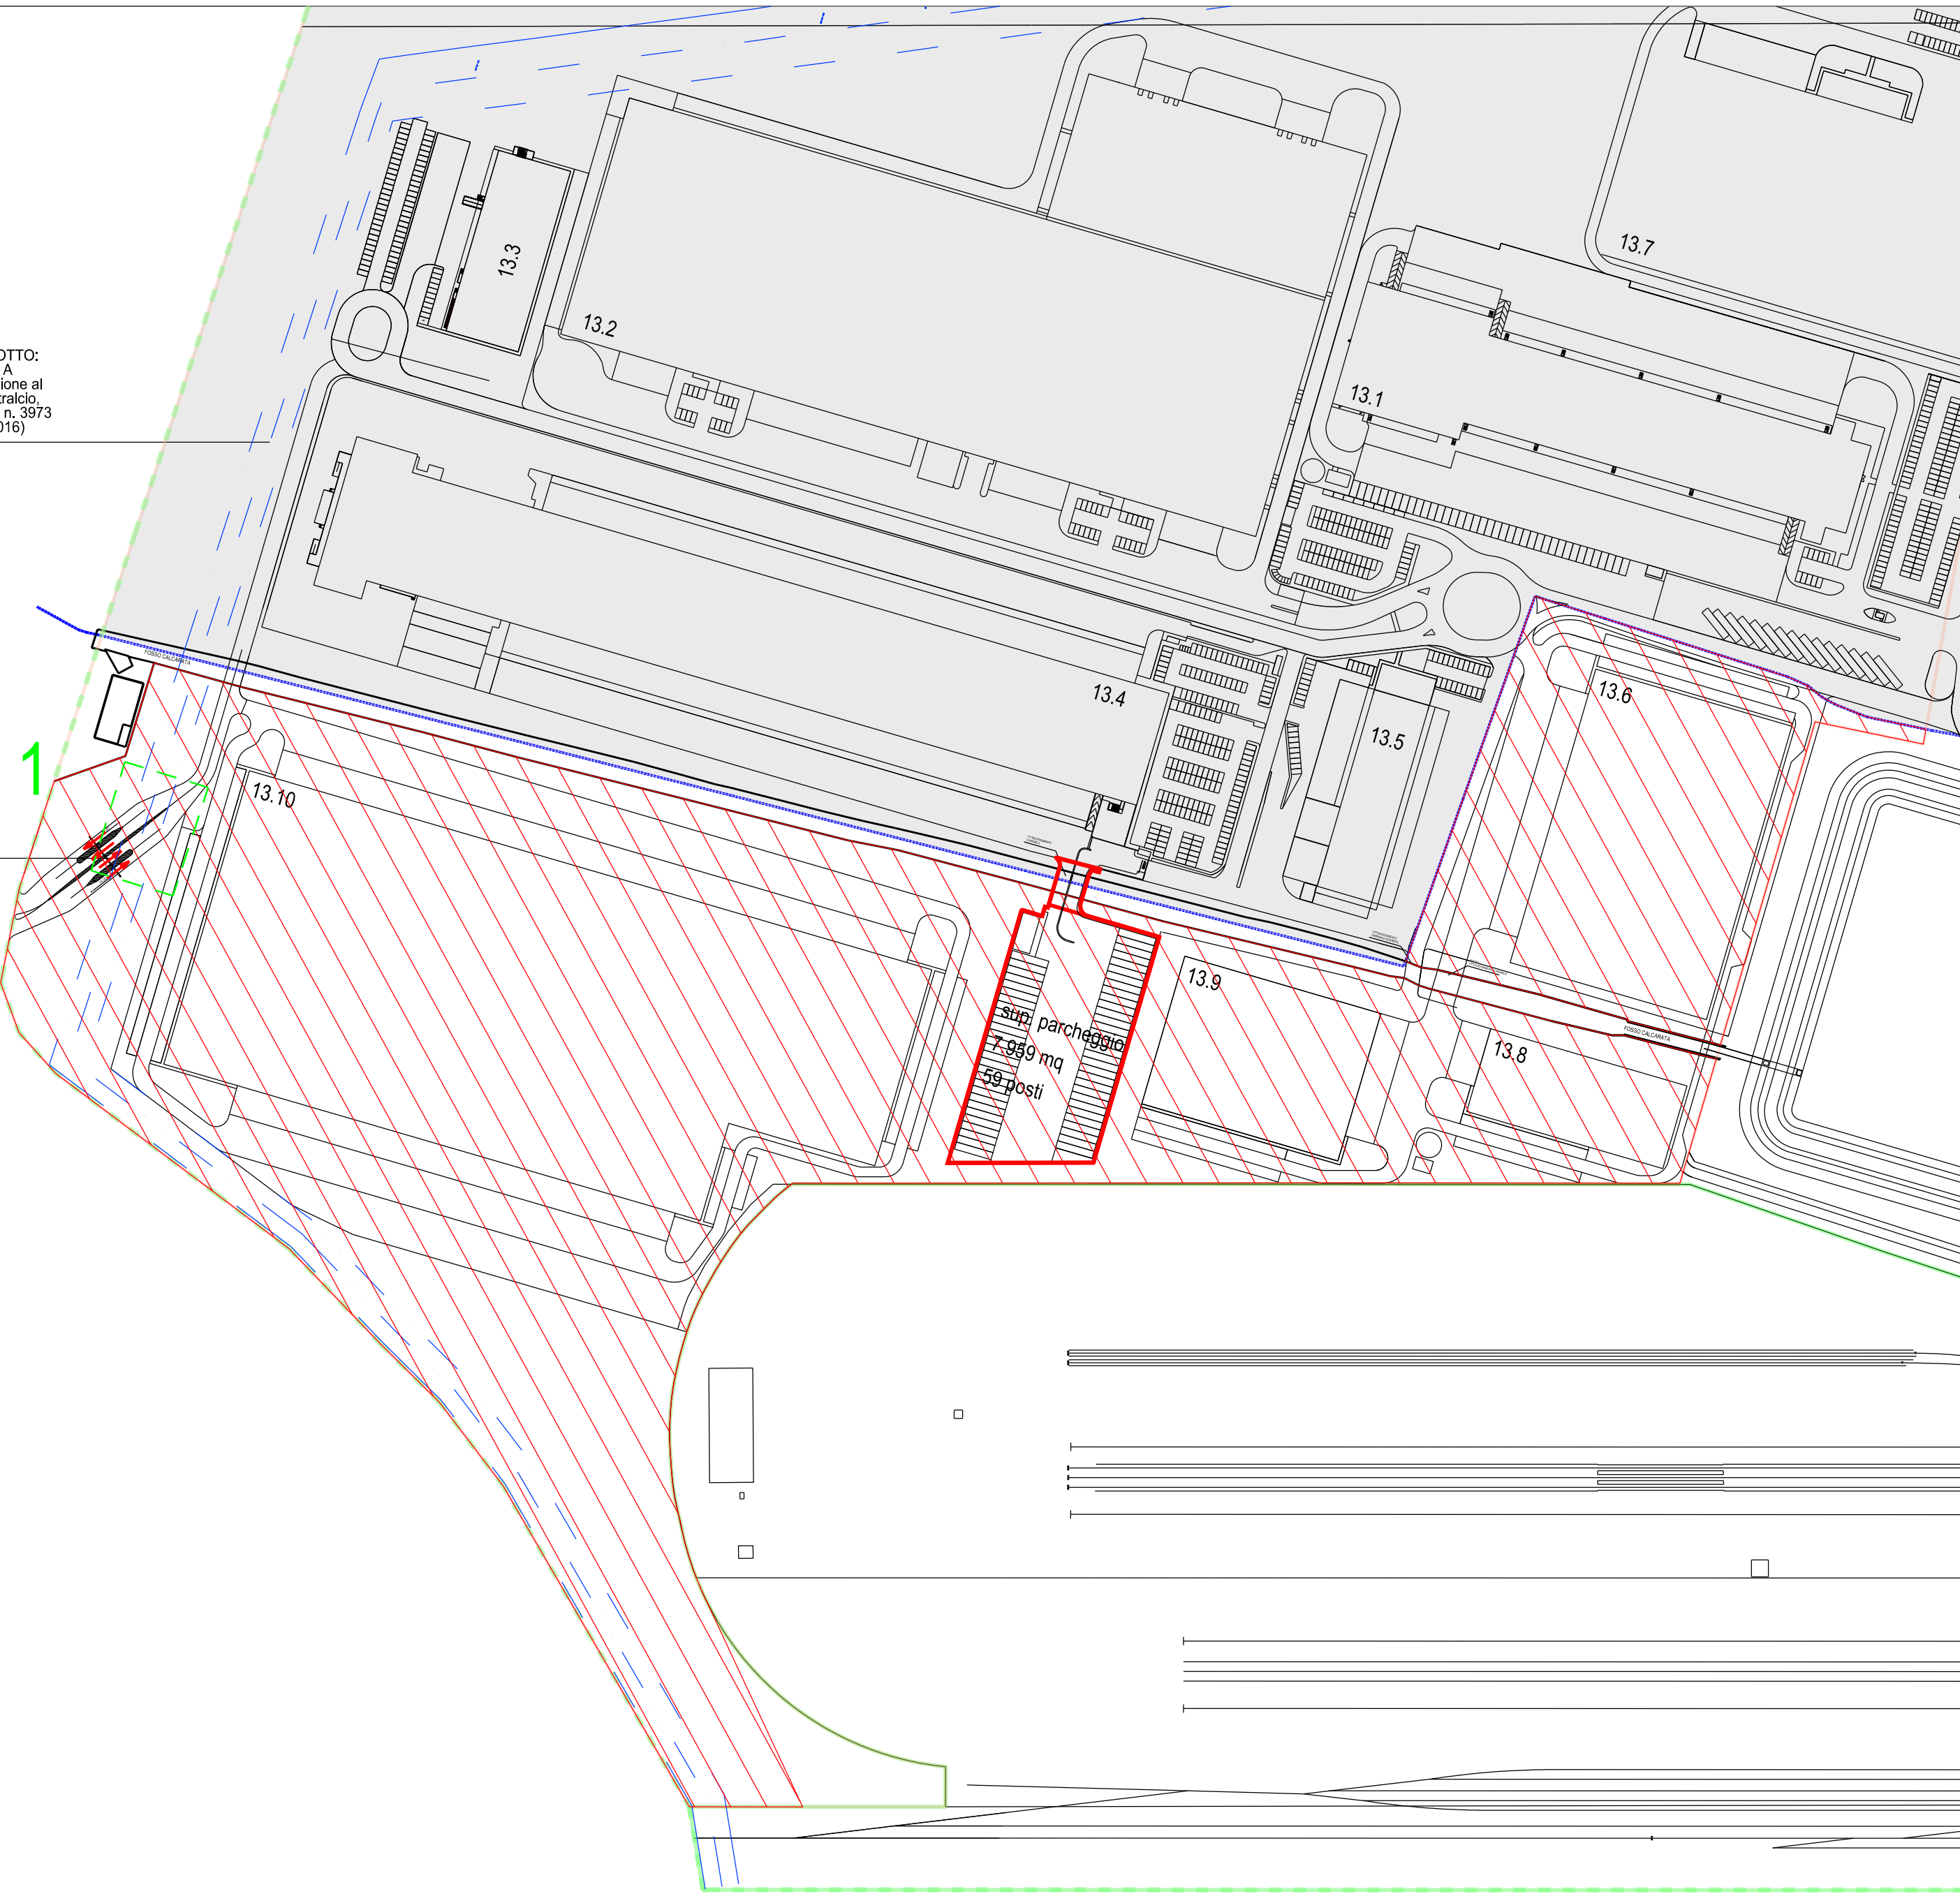 13.7
13.3
13.2
OTTO:
A
ione al
tralcio,
n. 3973
016)
13.1
FOSSO CALCARATA
13.4
13.6
13.5
1
13.10
13.9
sup. parcheggio
7.959 mq
59 posti
FOSSO CALCARATA
13.8